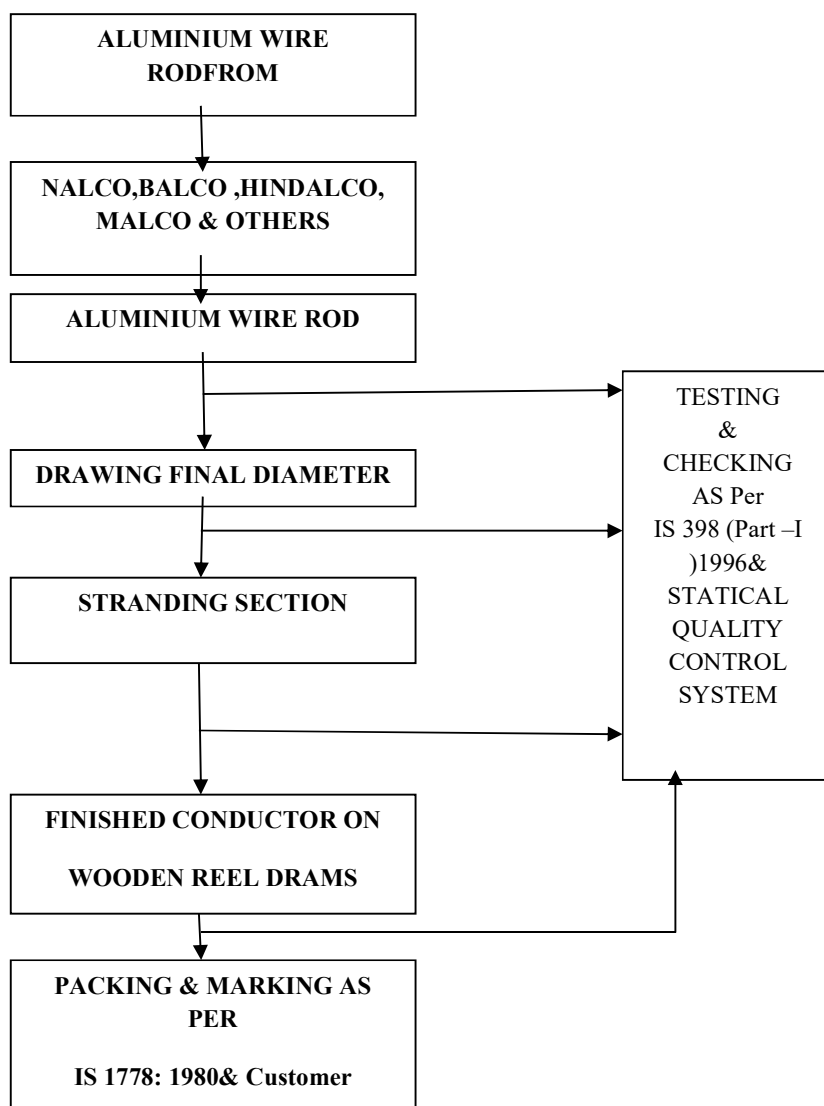 ALUMINIUM WIRE
RODFROM
NALCO,BALCO ,HINDALCO,
MALCO & OTHERS
ALUMINIUM WIRE ROD
DRAWING FINAL DIAMETER
STRANDING SECTION
FINISHED CONDUCTOR ON
WOODEN REEL DRAMS
PACKING & MARKING AS
PER
IS 1778: 1980& Customer
TESTING
&
CHECKING
AS Per
IS 398 (Part –I
)1996&
STATICAL
QUALITY
CONTROL
SYSTEM